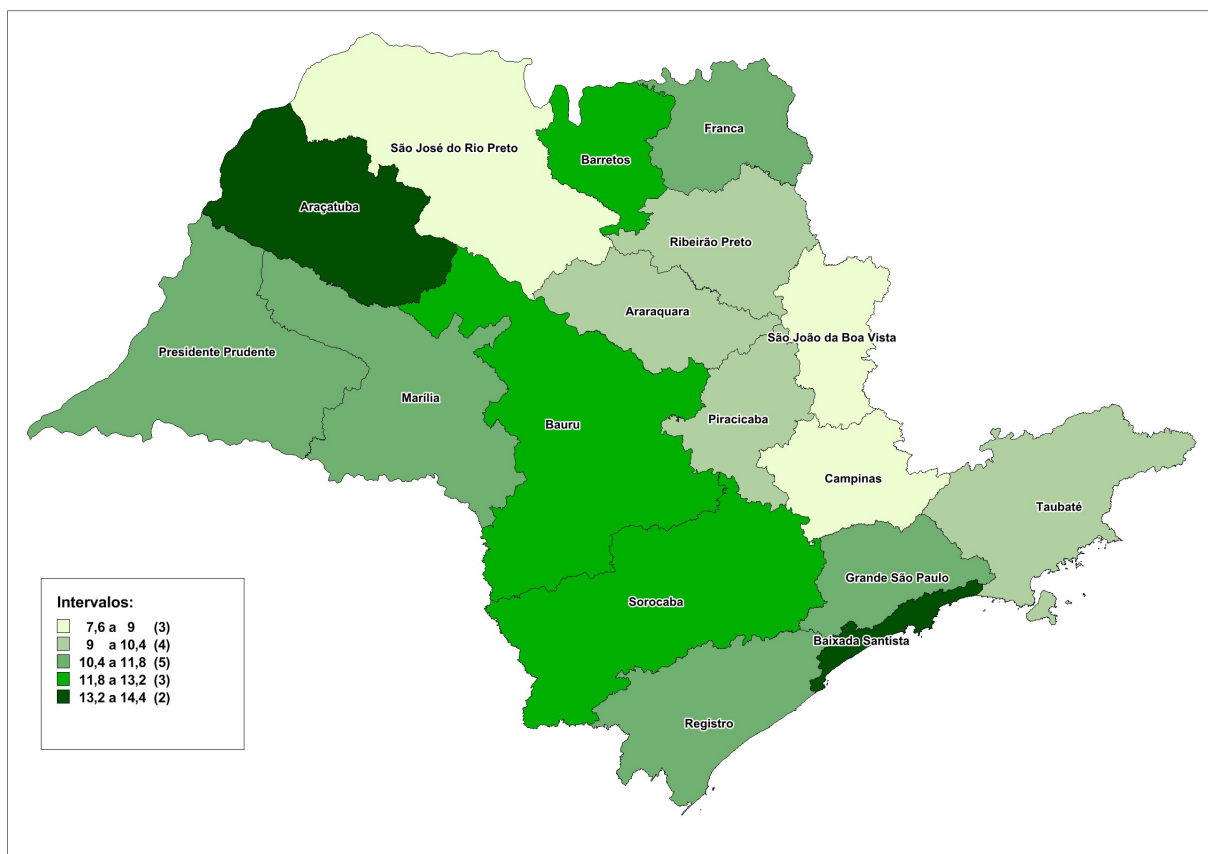 Franca
São José do Rio Preto
Barretos
Araçatuba
Ribeirão Preto
Araraquara
São João da Boa Vista
Presidente Prudente
Marília
Piracicaba
Bauru
Campinas
Taubaté
Grande São Paulo
Sorocaba
Baixada Santista
Registro
Intervalos:
7,6 a 9 (3)
9 a 10,4 (4)
10,4 a 11,8 (5)
11,8 a 13,2 (3)
13,2 a 14,4 (2)